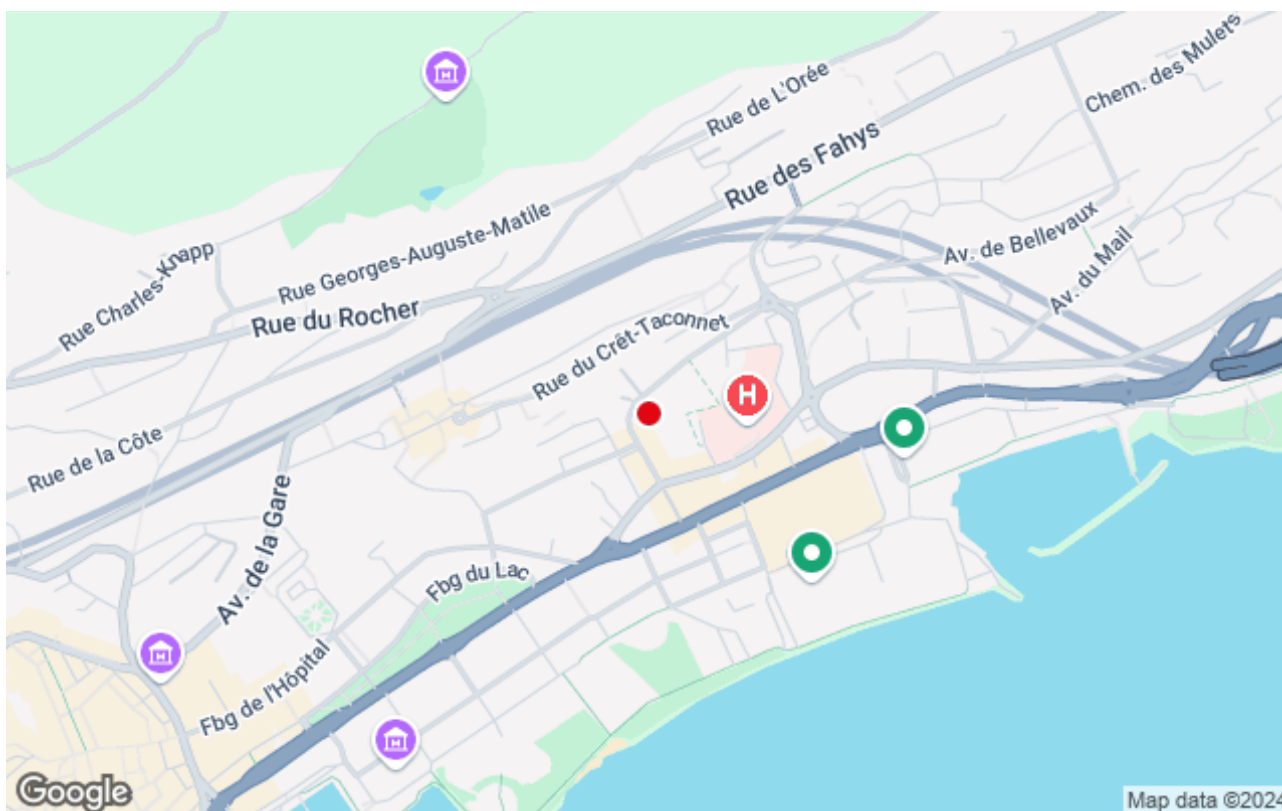 Rue de L'Orée
Chem. des Mulets
Rue des Fahys
Rue Georges-Auguste-Matile
Av. de Bellevaux
Rue Charles-Knapp
Av. du Mail
Rue du Rocher
Rue du Crêt-Taconnet
H
Rue de la Côte
Av. de la Gare
Fbg du Lac
Fbg de l'Hôpital
Google
Map data ©2024